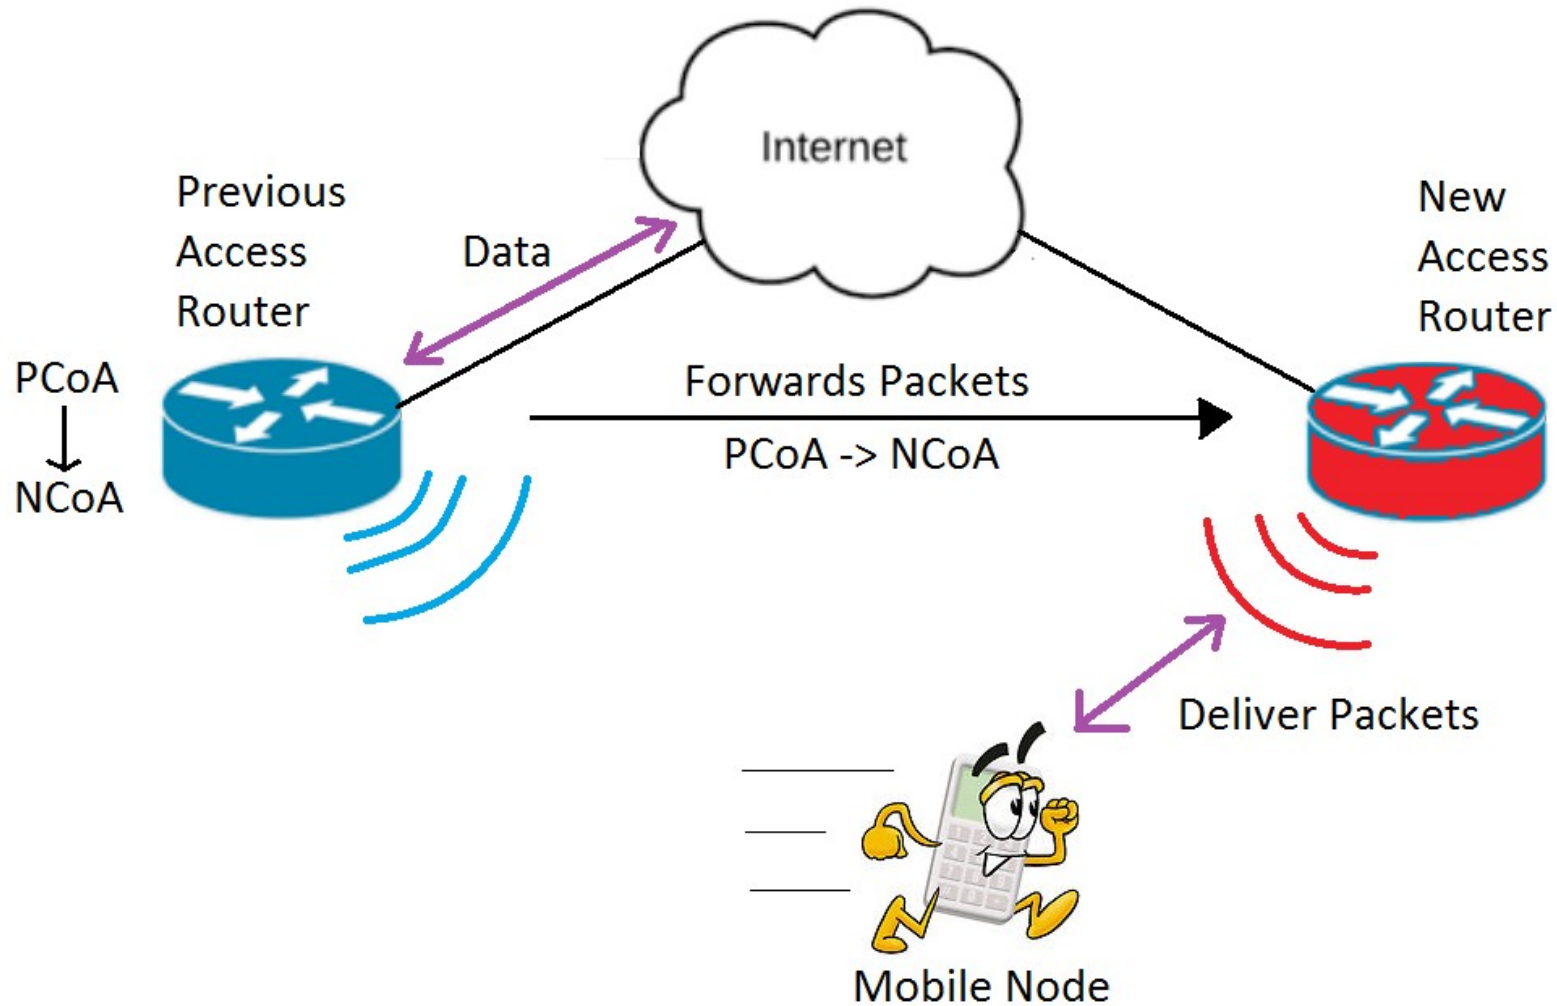 Internet
Previous
Access
Router
Data
New
Access
Router
PCoA
NCoA
Forwards Packets
PCoA -> NCoA
Deliver Packets
Mobile Node